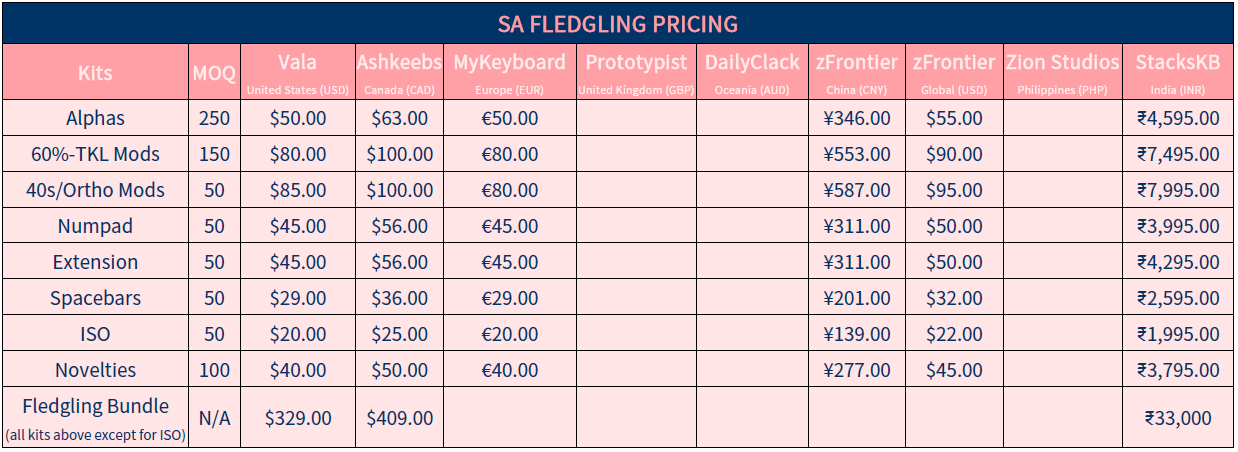 SA FLEDGLING PRICING
Kits MOQ Vala Ashkeebs MyKeyboard Prototypist DailyClack zFrontier zFrontier Zion Studios StacksKB
United States (USD) Canada (CAD) Europe (EUR) United Kingdom (GBP) Oceania (AUD) China (CNY) Global (USD) Philippines (PHP) India (INR)
Alphas 250 $50.00 $63.00 €50.00 ¥346.00 $55.00 ₹4,595.00
60%-TKL Mods 150 $80.00 $100.00 €80.00 ¥553.00 $90.00 ₹7,495.00
40s/Ortho Mods 50 $85.00 $100.00 €80.00 ¥587.00 $95.00 ₹7,995.00
Numpad 50 $45.00 $56.00 €45.00 ¥311.00 $50.00 ₹3,995.00
Extension 50 $45.00 $56.00 €45.00 ¥311.00 $50.00 ₹4,295.00
Spacebars 50 $29.00 $36.00 €29.00 ¥201.00 $32.00 ₹2,595.00
ISO 50 $20.00 $25.00 €20.00 ¥139.00 $22.00 ₹1,995.00
Novelties 100 $40.00 $50.00 €40.00 ¥277.00 $45.00 ₹3,795.00
Fledgling Bundle N/A $329.00 $409.00 ₹33,000
(all kits above except for ISO)